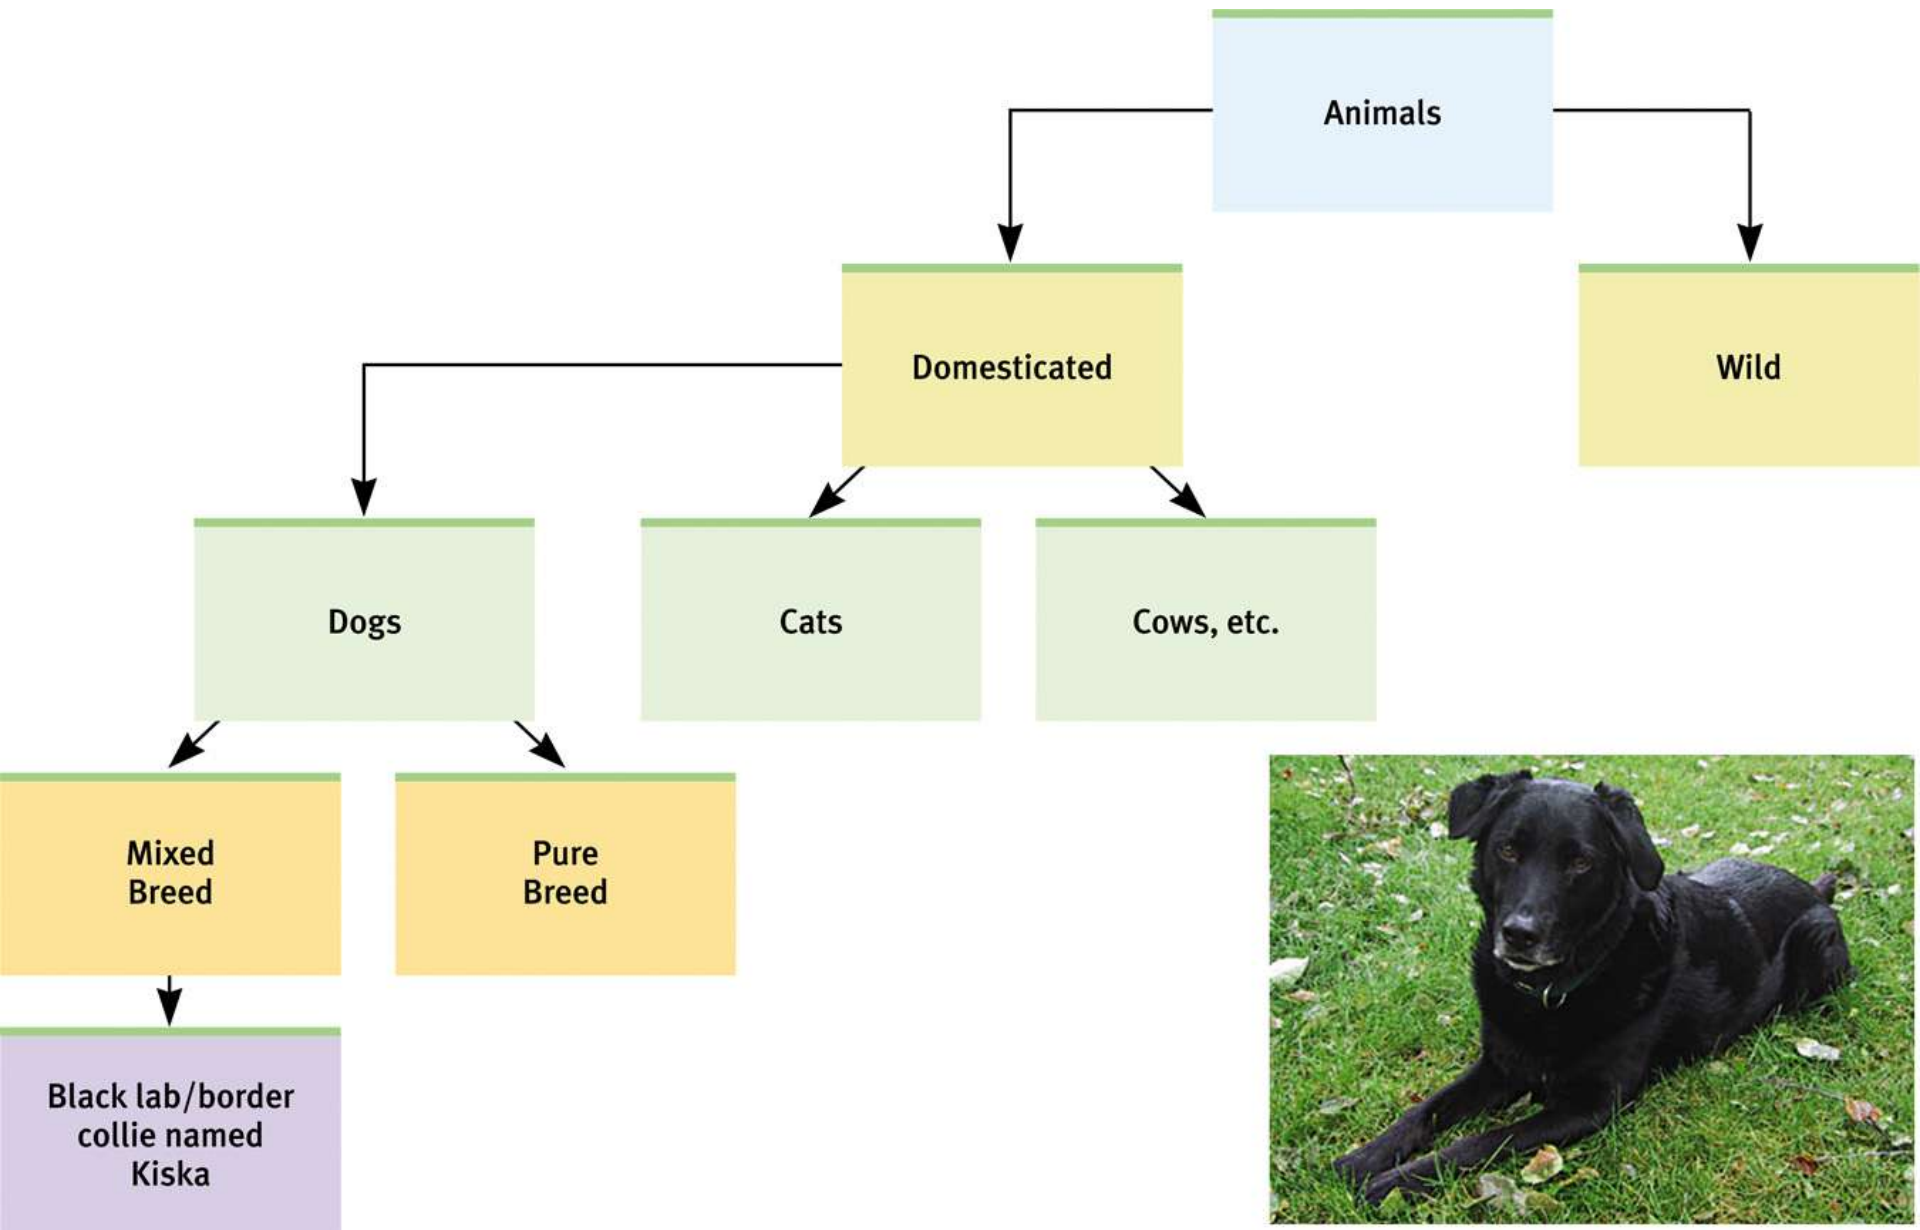 Animals
Domesticated
Wild
Dogs
Cats
Cows, etc.
Mixed
Breed
Pure
Breed
Black lab/border
collie named
Kiska